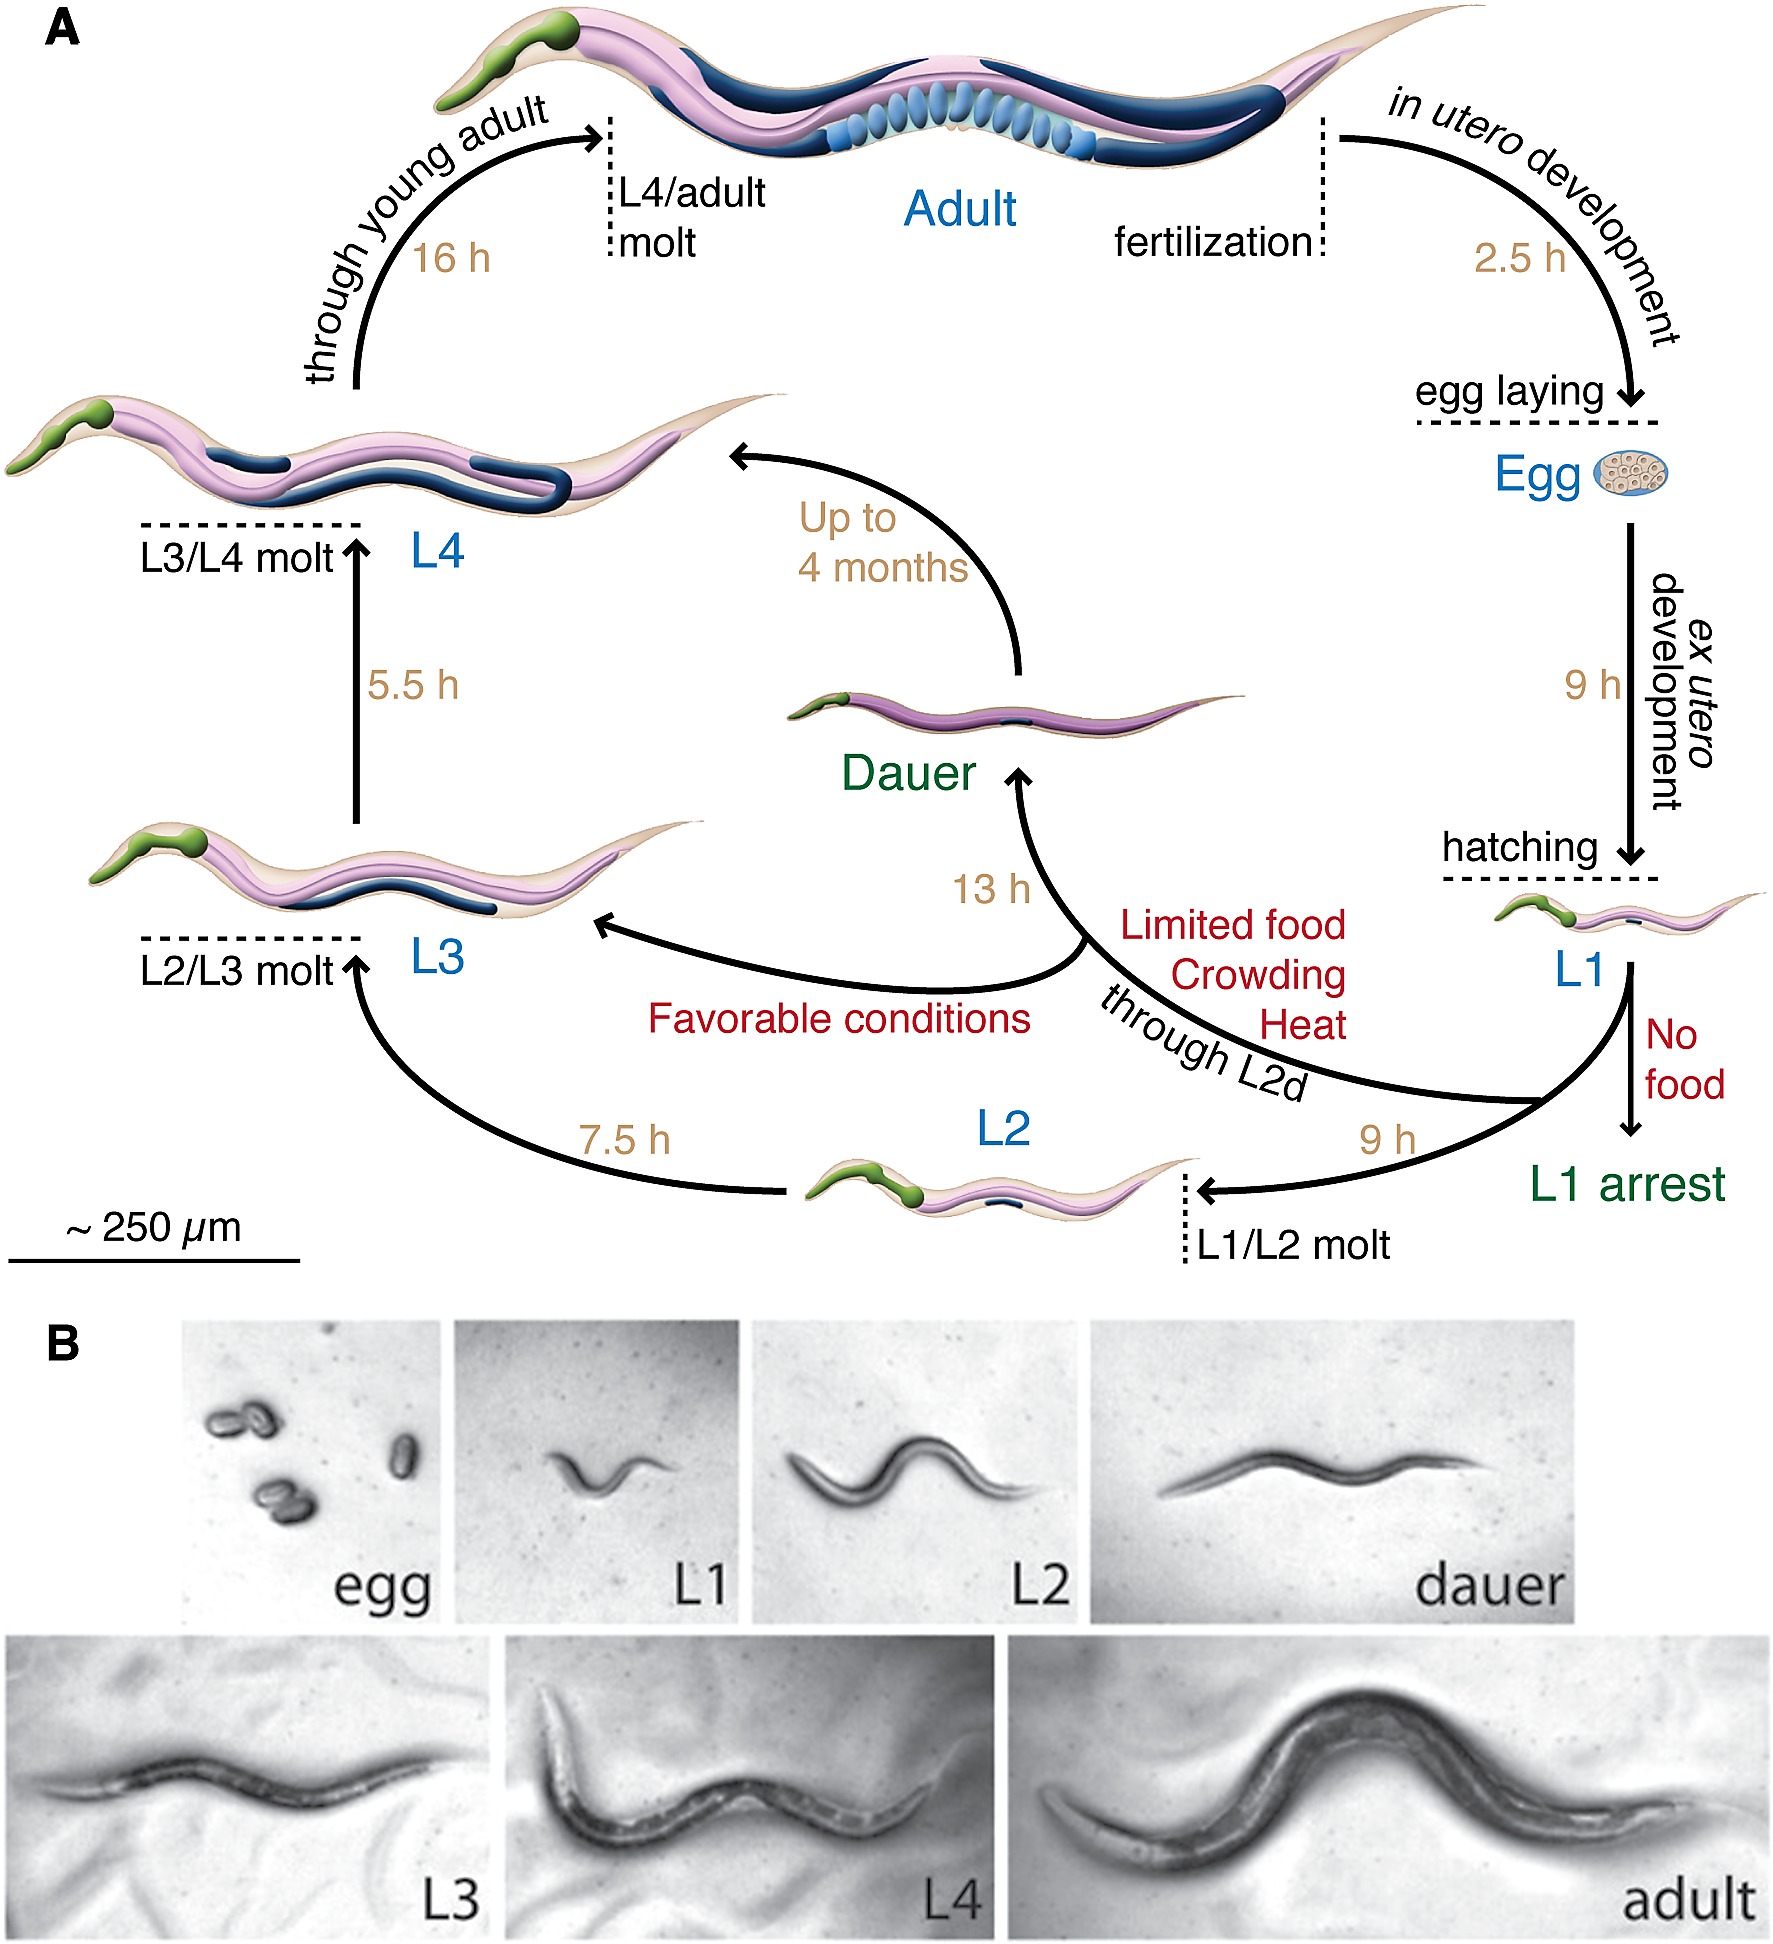 A
through young adult
16 h
L4/adult
molt
Adult
fertilization
in utero development
2.5 h
egg laying
Egg
L3/L4 molt
L4
Up to
4 months
5.5 h
9 h
ex utero
development
Dauer
hatching
13 h
Limited food
Crowding
Heat
through L2d
L1
L2/L3 molt
L3
Favorable conditions
No
food
L2
7.5 h
9 h
L1 arrest
~ 250 µm
L1/L2 molt
B
egg
L1
L2
dauer
L3
L4
adult